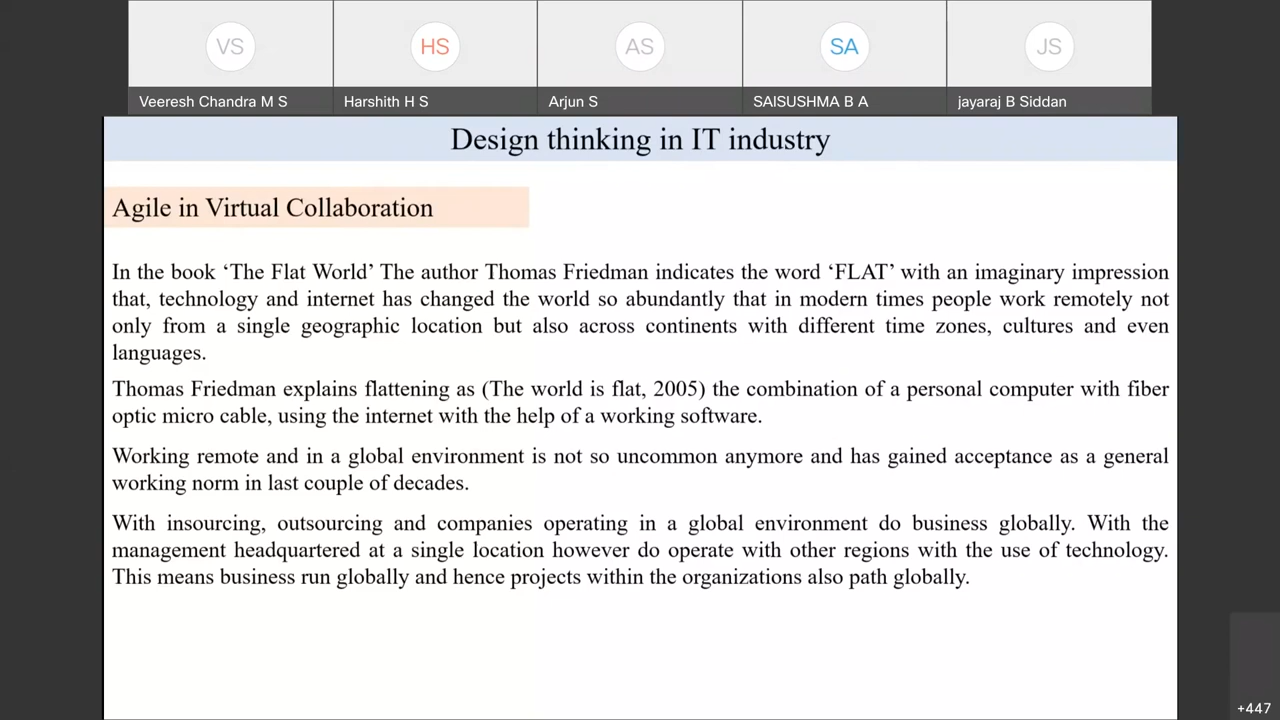 VS
HS
AS
SA
JS
Veeresh Chandra M S
Harshith H S
Arjun S
SAISUSHMA B A
jayaraj B Siddan
Design thinking in IT industry
Agile in Virtual Collaboration
In the book ‘The Flat World’ The author Thomas Friedman indicates the word ‘FLAT’ with an imaginary impression
that, technology and internet has changed the world so abundantly that in modern times people work remotely not
only from a single geographic location but also across continents with different time zones, cultures and even
languages.
Thomas Friedman explains flattening as (The world is flat, 2005) the combination of a personal computer with fiber
optic micro cable, using the internet with the help of a working software.
Working remote and in a global environment is not so uncommon anymore and has gained acceptance as a general
working norm in last couple of decades.
With insourcing, outsourcing and companies operating in a global environment do business globally. With the
management headquartered at a single location however do operate with other regions with the use of technology.
This means business run globally and hence projects within the organizations also path globally.
+447